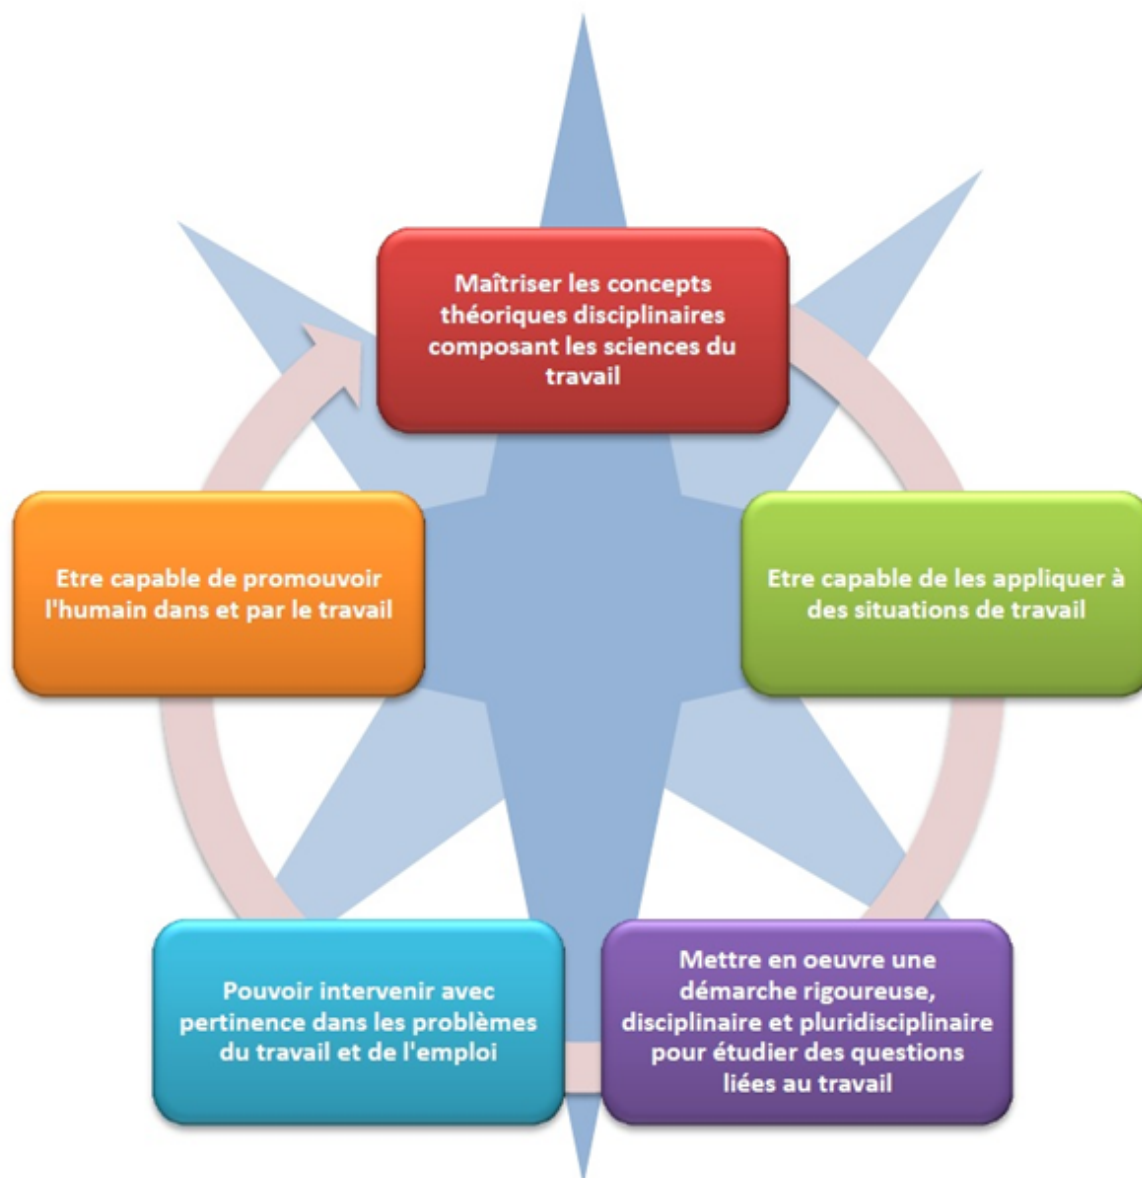 Maîtriser les concepts
théoriques disciplinaires
composant les sciences du
travail
Etre capable de les appliquer à
des situations de travail
Mettre en oeuvre une
démarche rigoureuse,
disciplinaire et pluridisciplinaire
pour étudier des questions
liées au travail
Pouvoir intervenir avec
pertinence dans les problèmes
du travail et de l'emploi
Etre capable de promouvoir
l'humain dans et par le travail